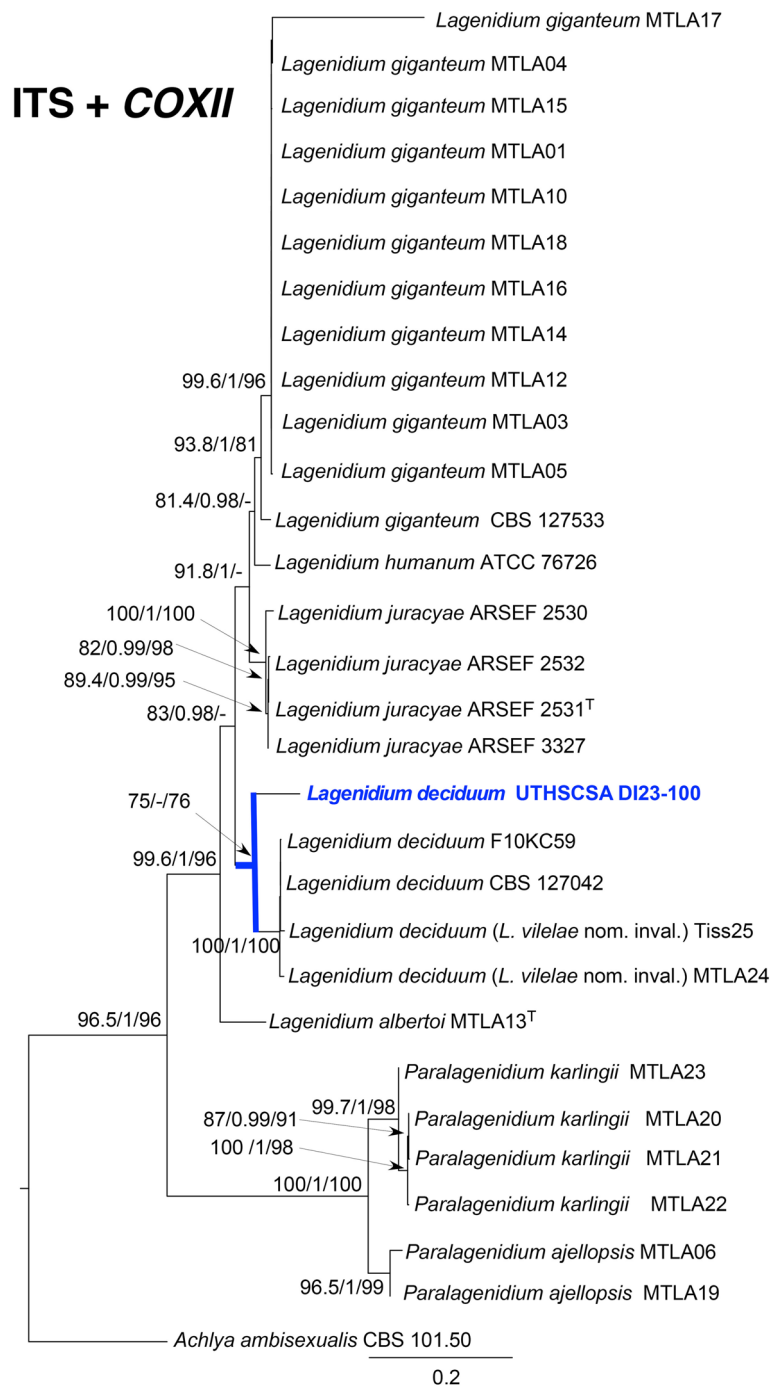 Lagenidium giganteum MTLA17
Lagenidium giganteum MTLA04
ITS + COXII
Lagenidium giganteum MTLA15
Lagenidium giganteum MTLA01
Lagenidium giganteum MTLA10
Lagenidium giganteum MTLA18
Lagenidium giganteum MTLA16
Lagenidium giganteum MTLA14
99.6/1/96
Lagenidium giganteum MTLA12
Lagenidium giganteum MTLA03
93.8/1/81
Lagenidium giganteum MTLA05
81.4/0.98/-
Lagenidium giganteum CBS 127533
Lagenidium humanum ATCC 76726
91.8/1/-
100/1/100
Lagenidium juracyae ARSEF 2530
82/0.99/98
Lagenidium juracyae ARSEF 2532
89.4/0.99/95
Lagenidium juracyae ARSEF 2531T
83/0.98/-
Lagenidium juracyae ARSEF 3327
Lagenidium deciduum UTHSCSA DI23-100
75/-/76
Lagenidium deciduum F10KC59
99.6/1/96
Lagenidium deciduum CBS 127042
Lagenidium deciduum (L. vilelae nom. inval.) Tiss25
100/1/100
Lagenidium deciduum (L. vilelae nom. inval.) MTLA24
96.5/1/96
Lagenidium albertoi MTLA13T
Paralagenidium karlingii MTLA23
99.7/1/98
87/0.99/91
Paralagenidium karlingii MTLA20
100 /1/98
Paralagenidium karlingii MTLA21
100/1/100
Paralagenidium karlingii MTLA22
Paralagenidium ajellopsis MTLA06
96.5/1/99
Paralagenidium ajellopsis MTLA19
Achlya ambisexualis CBS 101.50
0.2